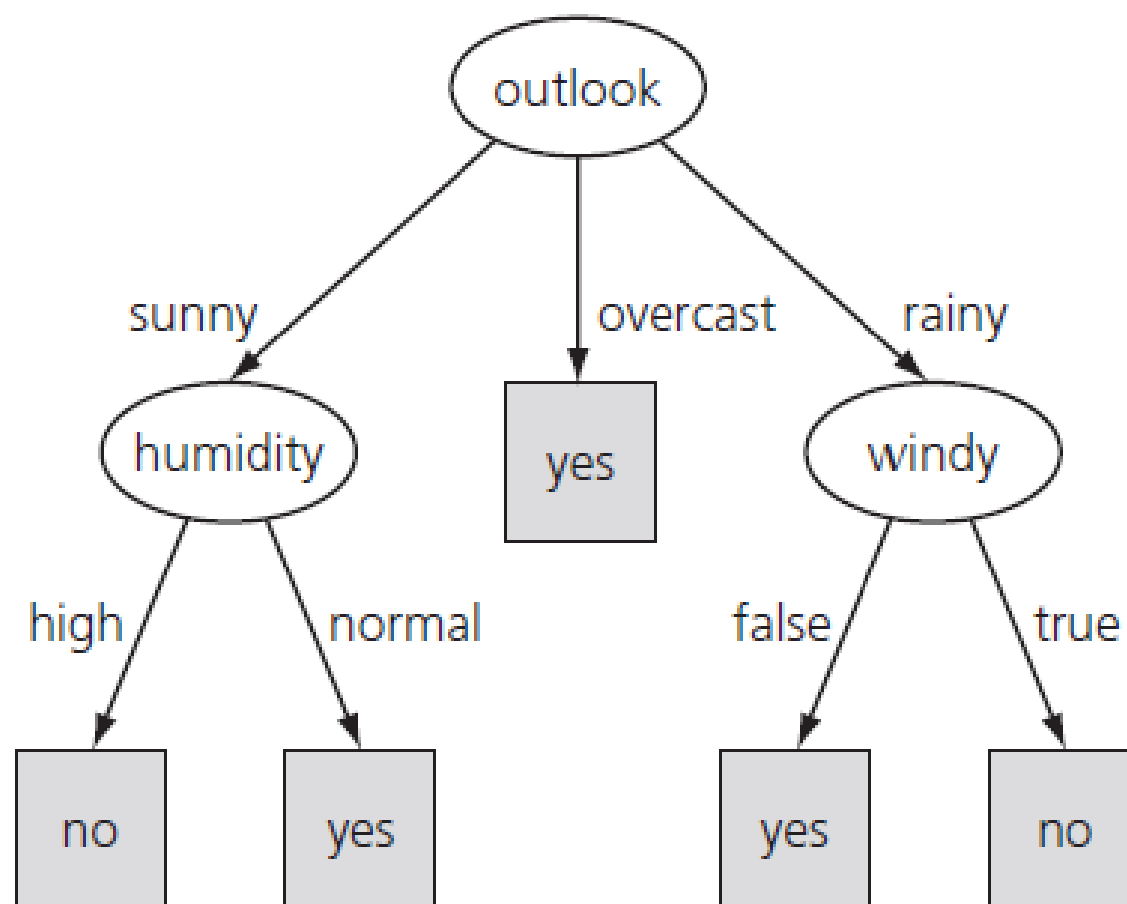 outlook
sunny
overcast
rainy
humidity
yes
windy
high
normal
false
true
no
yes
yes
no